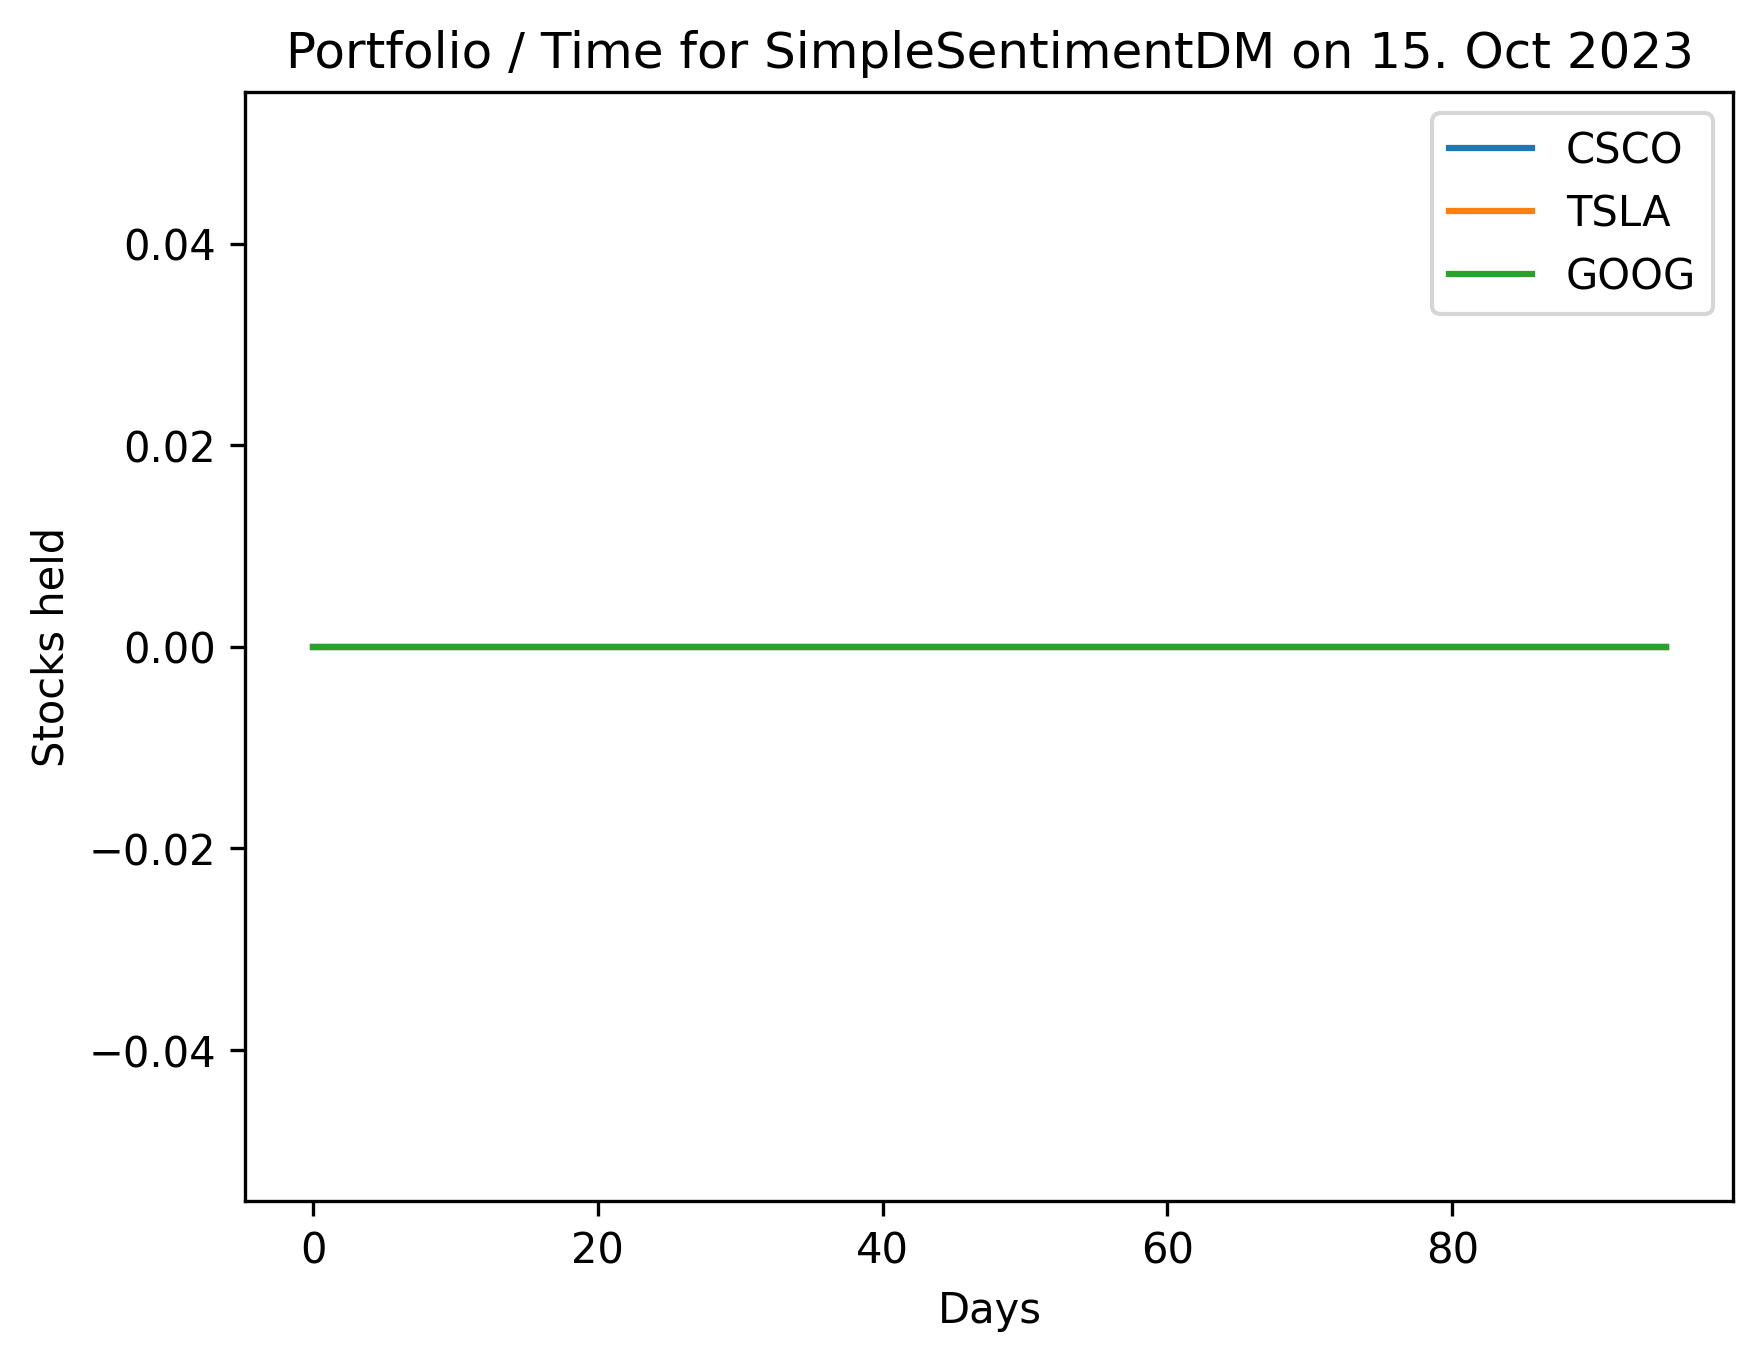 Portfolio / Time for SimpleSentimentDM on 15. Oct 2023
CSCO
TSLA
GOOG
0.04
0.02
0.00
−0.02
−0.04
Stocks held
0 20 40 60 80
Days